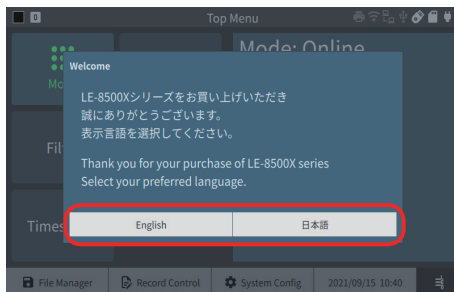 0
Top Menu
Mode: Online
Mo
Welcome
LE-8500Xシリーズをお買い上げいただき
誠にありがとうございます。
表示言語を選択してください。
Fil
Thank you for your purchase of LE-8500X series
Select your preferred language.
Times
English
日本語
File Manager
Record Control
System Config
2021/09/15 10:40